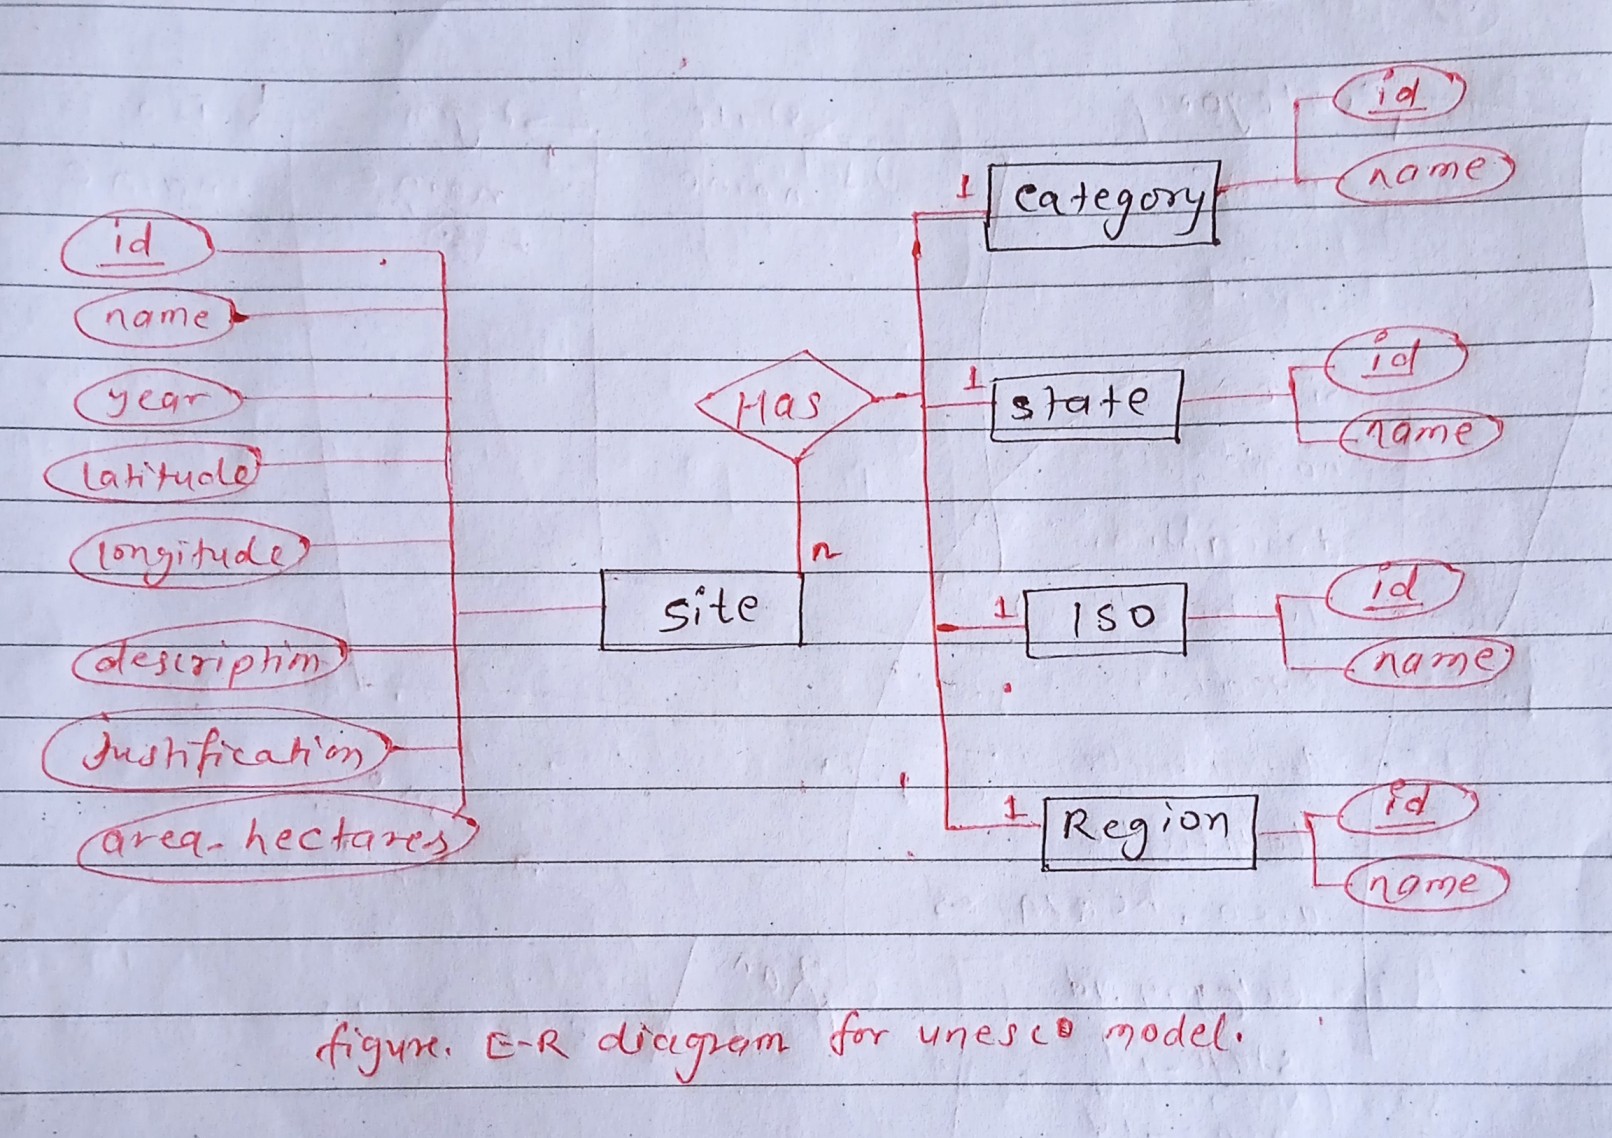 id
name
year
latitude
longitude
description
Justification
area-hectares
site
n
Has
1
category
id
name
1
state
id
name
1
ISO
id
name
1
Region
id
name
figure. E-R diagram for unesco model.